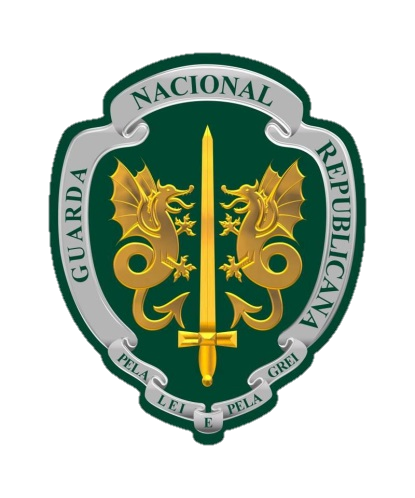 GUARDA
NACIONAL
REPUBLICANA
PELA
LEI
E
PELA
GREI